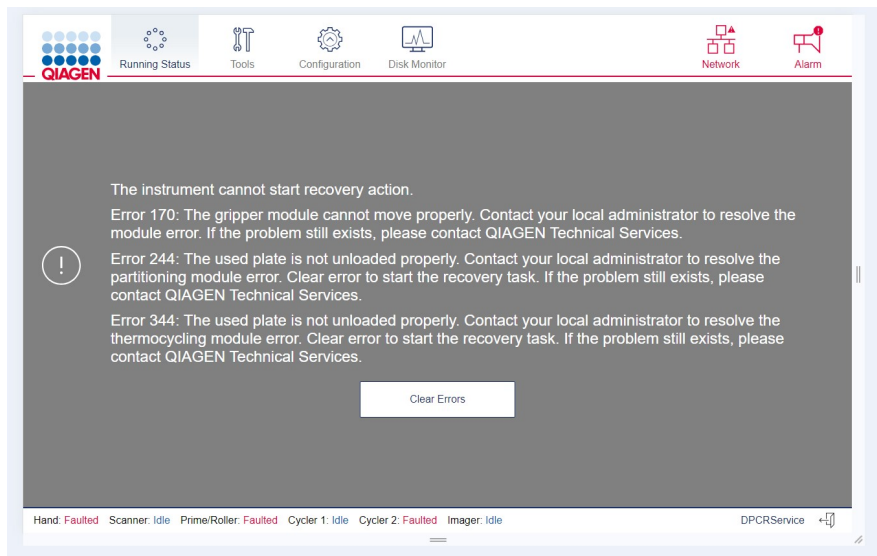 QIAGEN
Running Status
Tools
Configuration
Disk Monitor
Network
Alarm
The instrument cannot start recovery action.
Error 170: The gripper module cannot move properly. Contact your local administrator to resolve the
module error. If the problem still exists, please contact QIAGEN Technical Services.
Error 244: The used plate is not unloaded properly. Contact your local administrator to resolve the
partitioning module error. Clear error to start the recovery task. If the problem still exists, please
contact QIAGEN Technical Services.
Error 344: The used plate is not unloaded properly. Contact your local administrator to resolve the
thermocycling module error. Clear error to start the recovery task. If the problem still exists, please
contact QIAGEN Technical Services.
Clear Errors
Hand: Faulted Scanner: Idle Prime/Roller: Faulted Cycler 1: Idle Cycler 2: Faulted Imager: Idle DPCRService